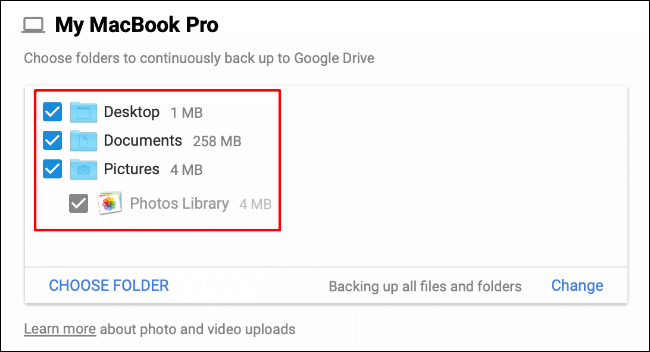 My MacBook Pro
Choose folders to continuously back up to Google Drive
Desktop 1 MB
Documents 258 MB
Pictures 4 MB
Photos Library 4 MB
CHOOSE FOLDER Backing up all files and folders Change
Learn more about photo and video uploads